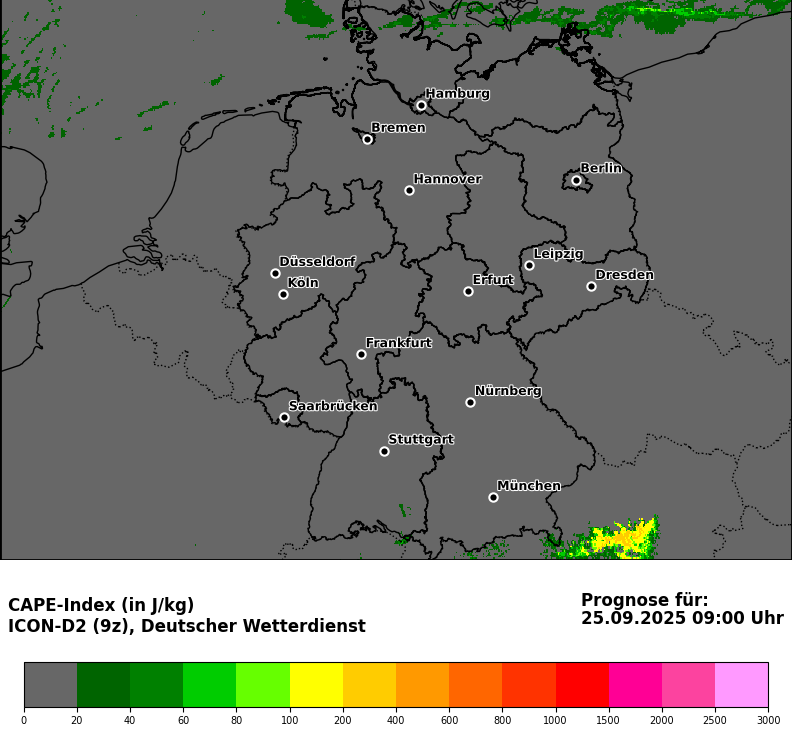 Hamburg
Bremen
Berlin
Hannover
Leipzig
Düsseldorf
Dresden
Köln
Erfurt
Frankfurt
Nürnberg
Saarbrücken
Stuttgart
München
CAPE-Index (in J/kg)
ICON-D2 (9z), Deutscher Wetterdienst
Prognose für:
25.09.2025 09:00 Uhr
0 20 40 60 80 100 200 400 600 800 1000 1500 2000 2500 3000